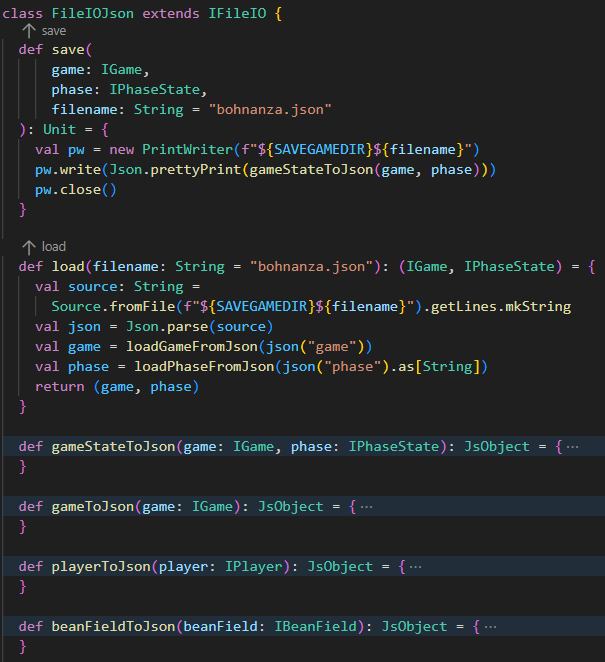 class FileIOJson extends IFileIO {
↑ save
def save(
game: IGame,
phase: IPhaseState,
filename: String = "bohnanza.json"
): Unit = {
val pw = new PrintWriter(f"${SAVEGAMEDIR}${filename}")
pw.write(Json.prettyPrint(gameStateToJson(game, phase)))
pw.close()
}
↑ load
def load(filename: String = "bohnanza.json"): (IGame, IPhaseState) = {
val source: String =
Source.fromFile(f"${SAVEGAMEDIR}${filename}").getLines.mkString
val json = Json.parse(source)
val game = loadGameFromJson(json("game"))
val phase = loadPhaseFromJson(json("phase").as[String])
return (game, phase)
}
def gameStateToJson(game: IGame, phase: IPhaseState): JsObject = {···
}
def gameToJson(game: IGame): JsObject = {···
}
def playerToJson(player: IPlayer): JsObject = {···
}
def beanFieldToJson(beanField: IBeanField): JsObject = {···
}